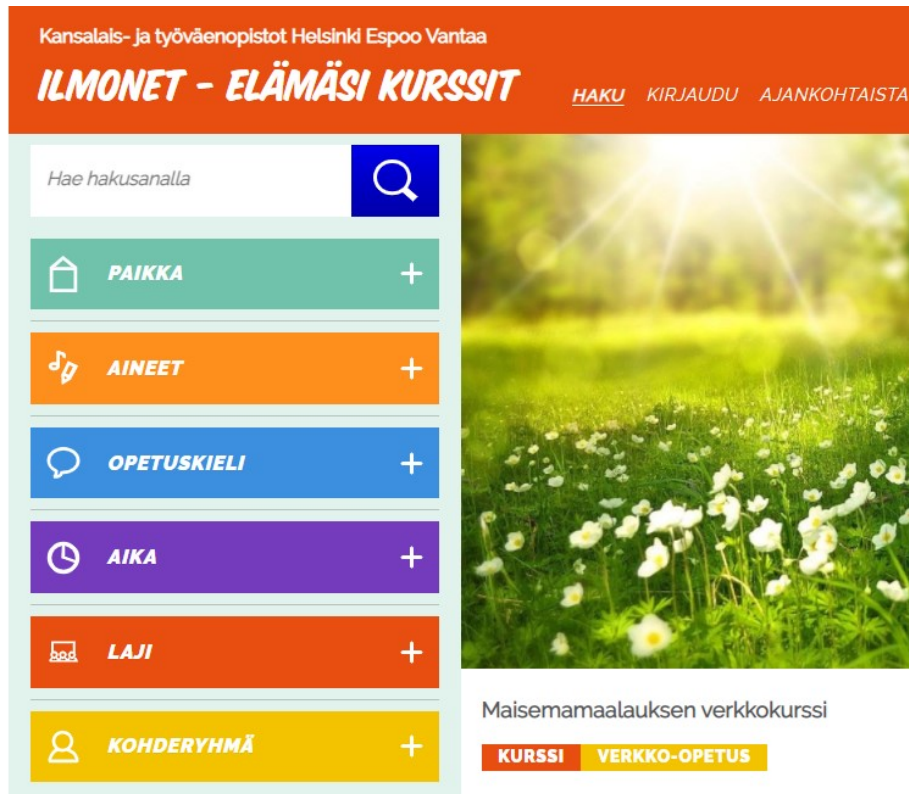 Kansalais- ja työväenopistot Helsinki Espoo Vantaa
ILMONET - ELÄMÄSI KURSSIT
HAKU KIRJAUDU AJANKOHTAISTA
Hae hakusanalla
PAIKKA
AINEET
OPETUSKIELI
AIKA
LAJI
KOHDERYHMÄ
Maisemamaalauksen verkkokurssi
KURSSI VERKKO-OPETUS